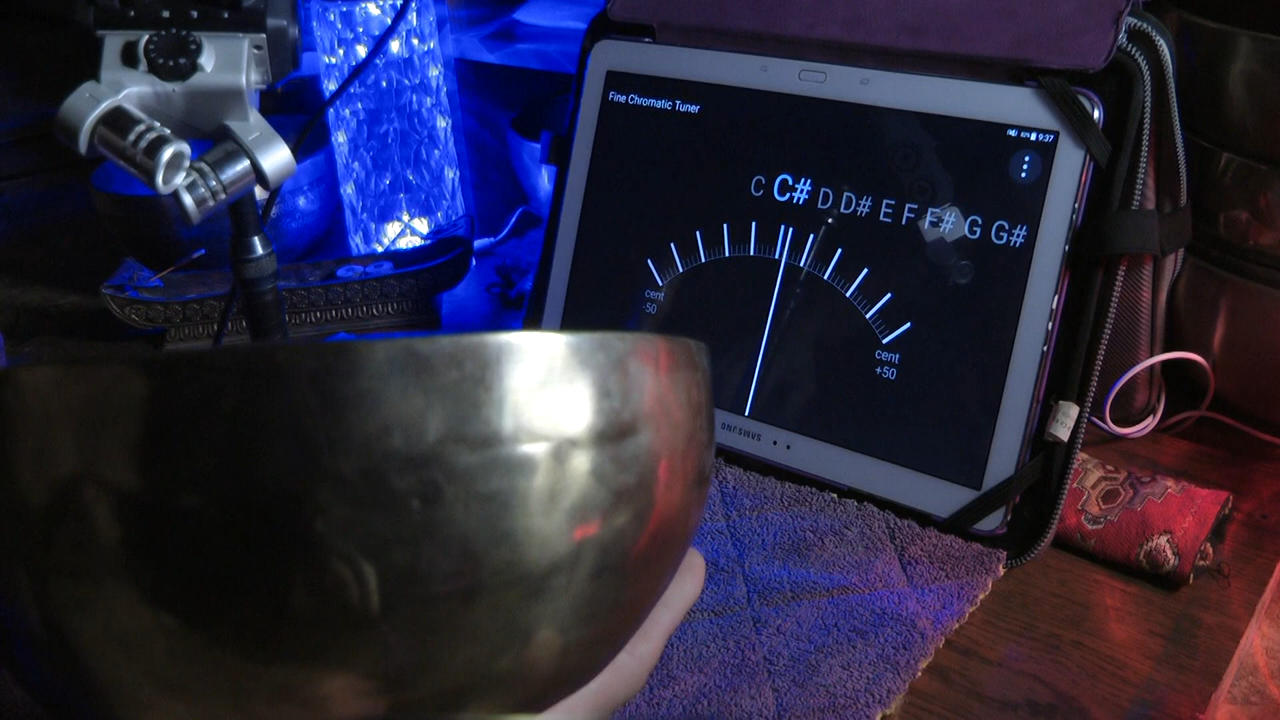 Fine Chromatic Tuner
9:37
C C# D D# E F F# G G#
cent
-50
cent
+50
SAMSUNG